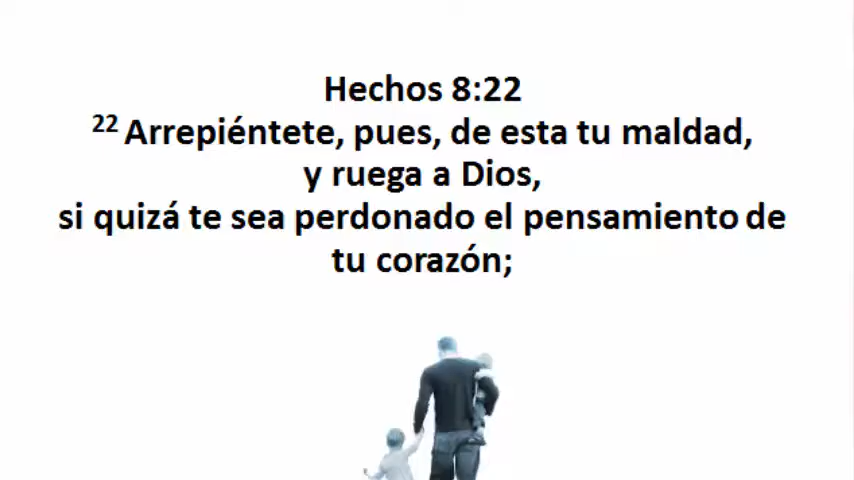 Hechos 8:22
22 Arrepiéntete, pues, de esta tu maldad,
y ruega a Dios,
si quizá te sea perdonado el pensamiento de
tu corazón;